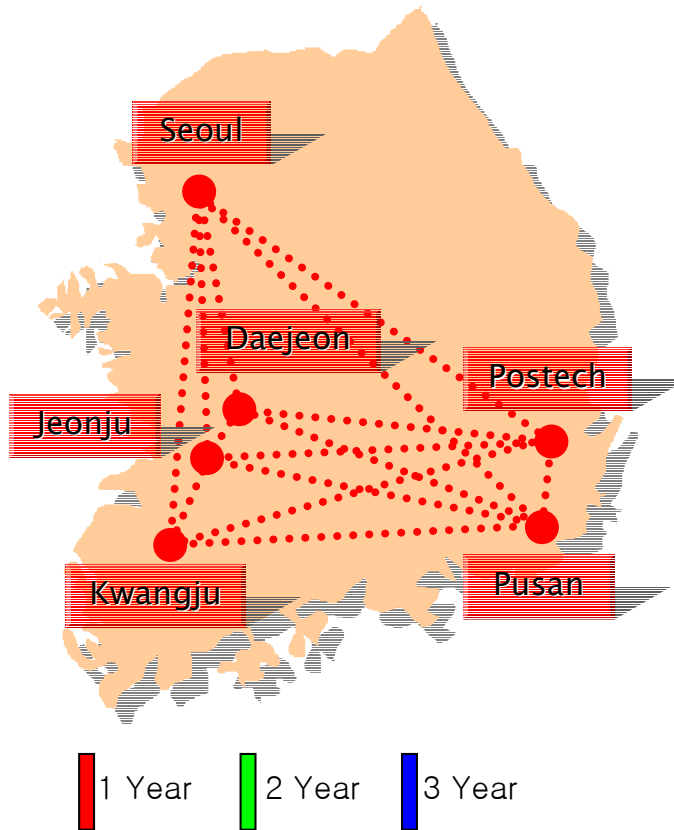 Seoul
Daejeon
Postech
Jeonju
Kwangju
Pusan
1 Year
2 Year
3 Year